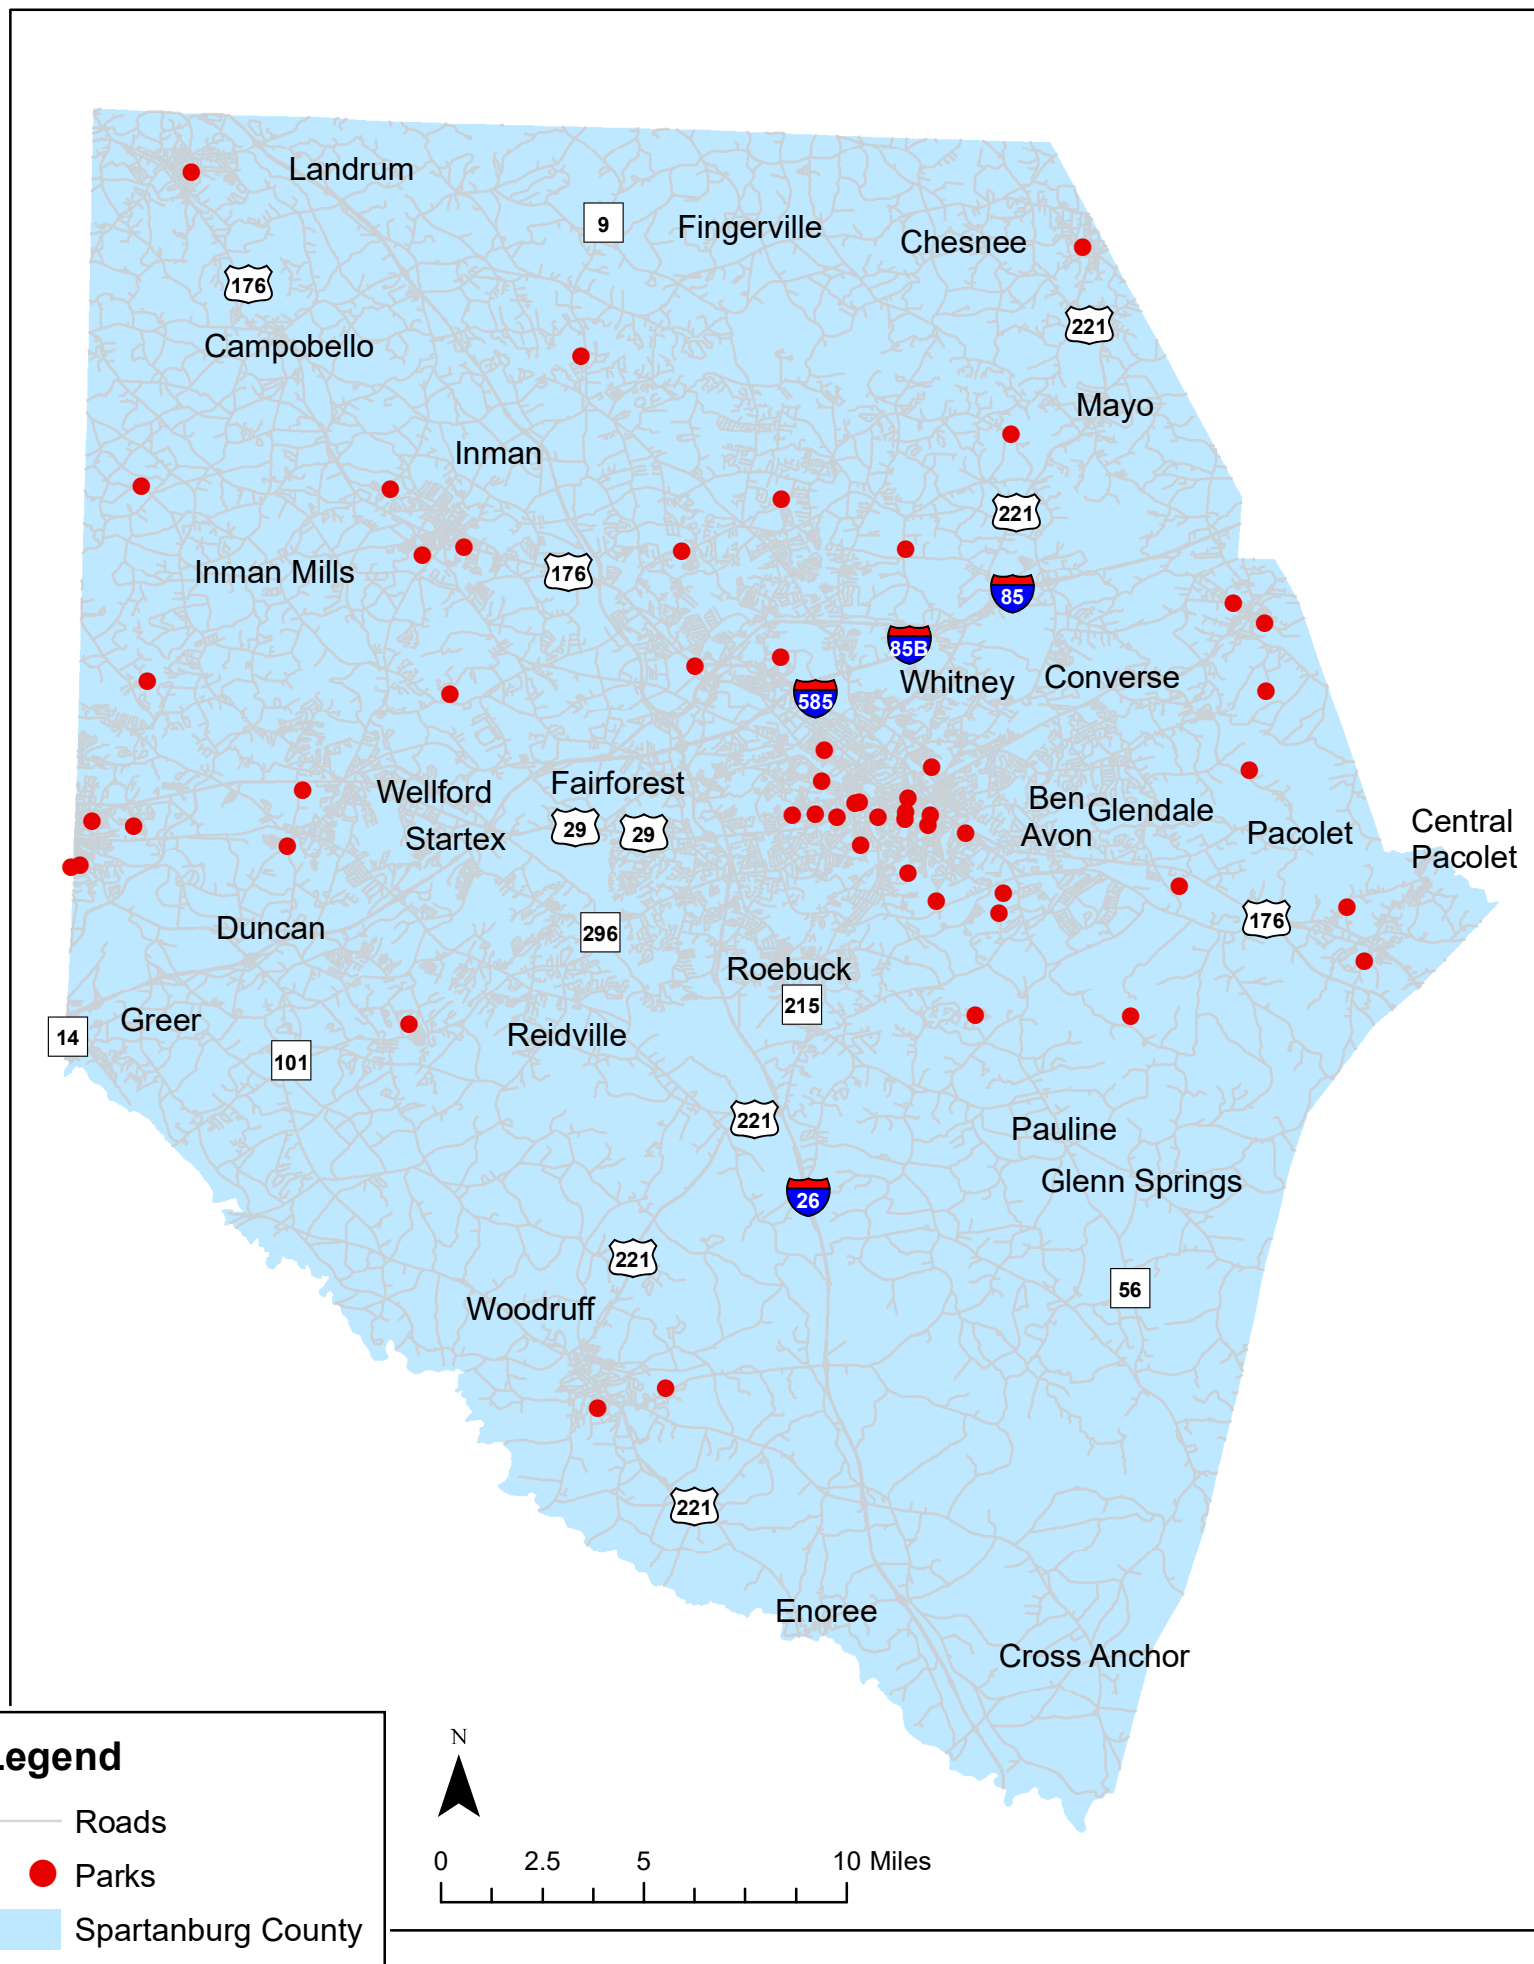 Landrum
9
Fingerville
Chesnee
176
221
Campobello
Mayo
Inman
221
Inman Mills
176
85
85B
Whitney
Converse
585
Wellford
Fairforest
Ben
Avon
Glendale
Central
Pacolet
Startex
29
29
Pacolet
176
Duncan
296
Roebuck
215
Greer
14
Reidville
101
221
Pauline
Glenn Springs
26
221
56
Woodruff
221
Enoree
Cross Anchor
N
Legend
Roads
Parks
Spartanburg County
0 2.5 5 10 Miles